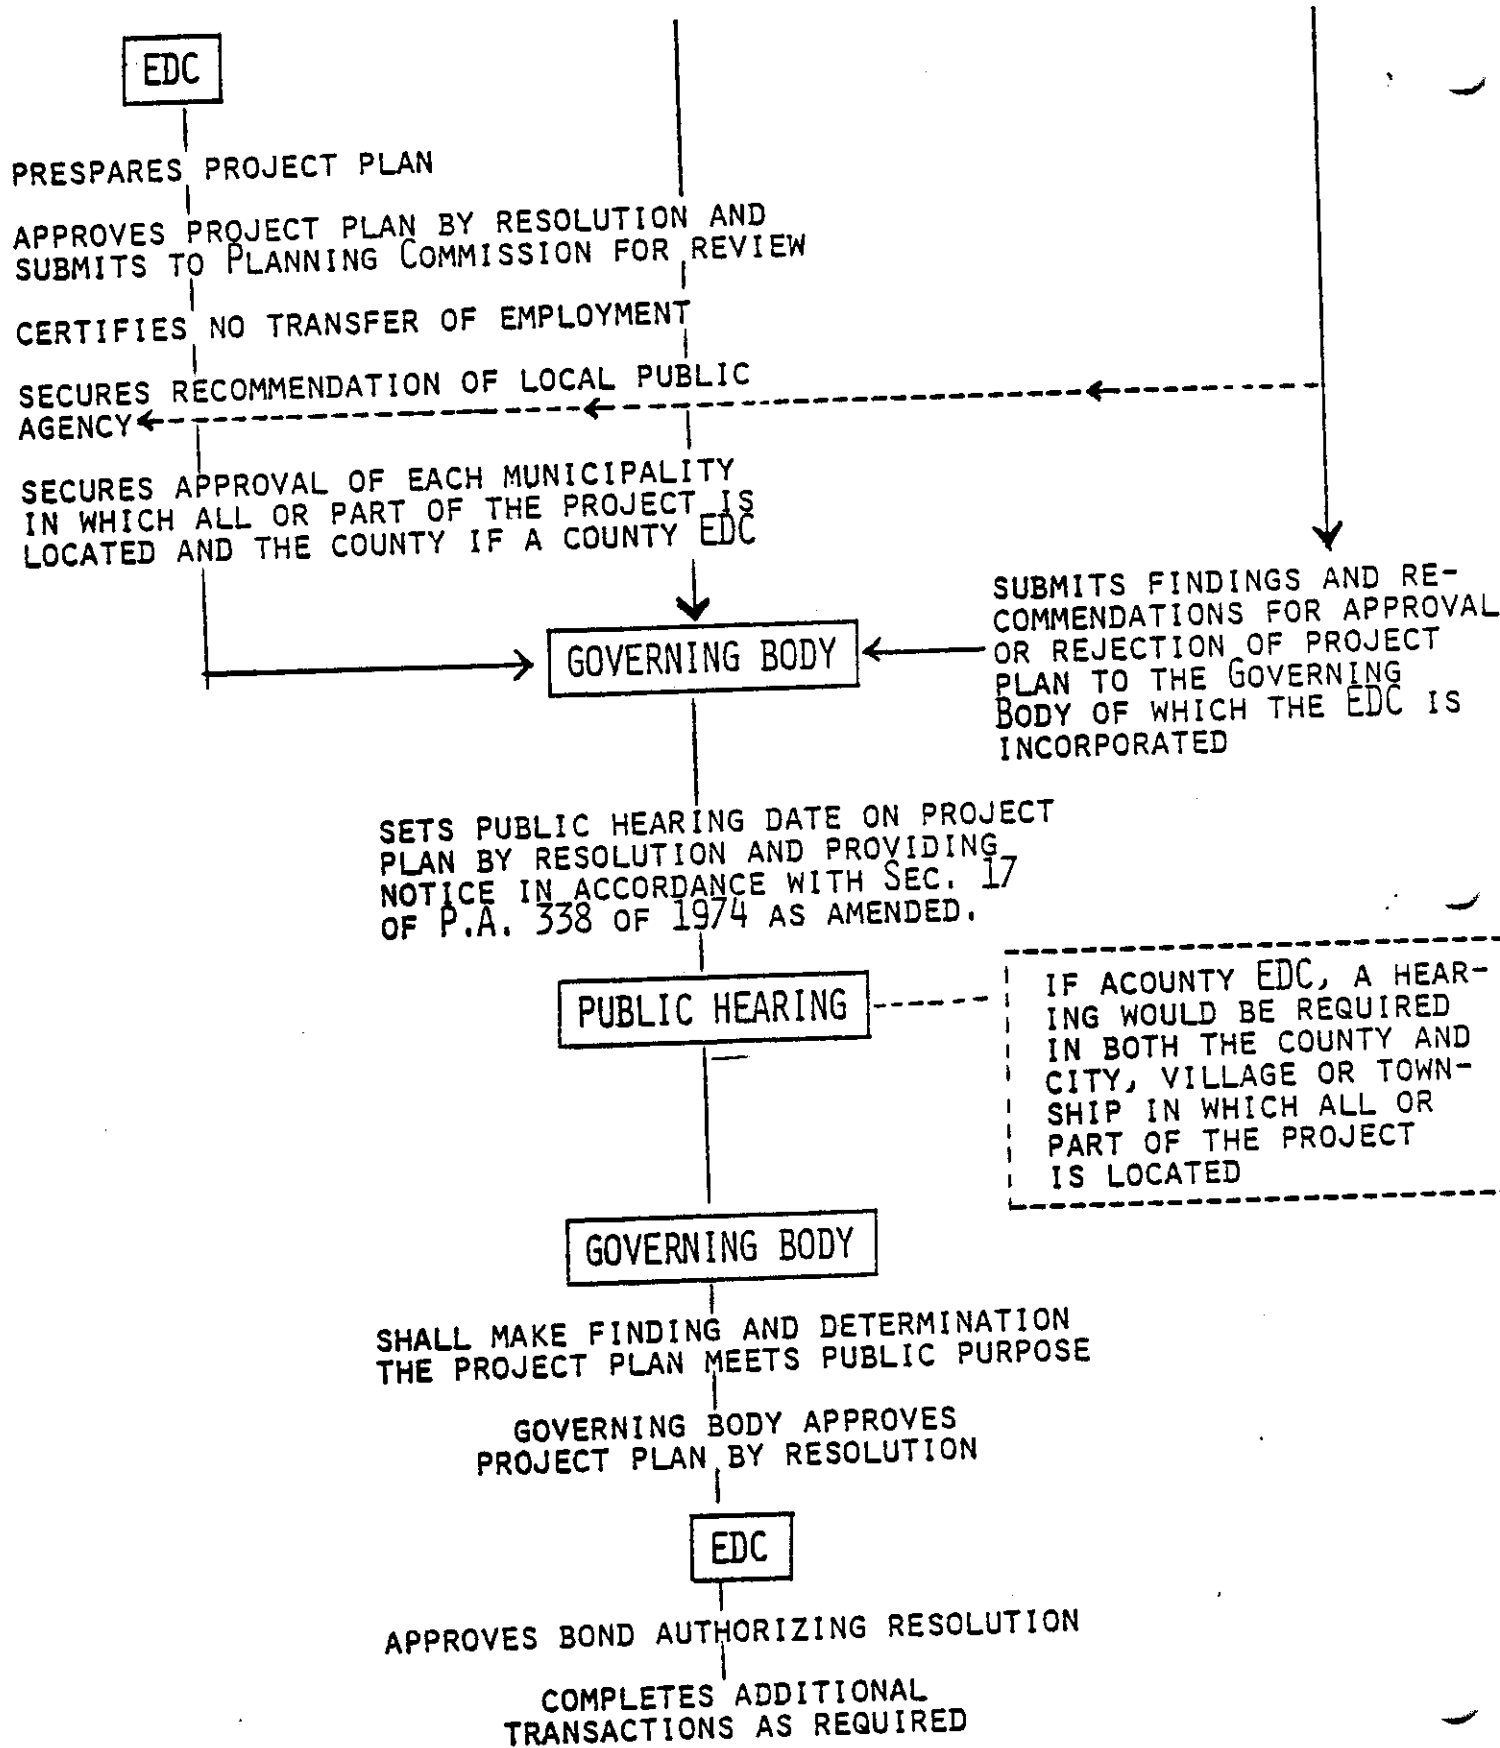 EDC
PRESPARES PROJECT PLAN
APPROVES PROJECT PLAN BY RESOLUTION AND
SUBMITS TO PLANNING COMMISSION FOR REVIEW
CERTIFIES NO TRANSFER OF EMPLOYMENT
SECURES RECOMMENDATION OF LOCAL PUBLIC
AGENCY
SECURES APPROVAL OF EACH MUNICIPALITY
IN WHICH ALL OR PART OF THE PROJECT IS
LOCATED AND THE COUNTY IF A COUNTY EDC
GOVERNING BODY
SUBMITS FINDINGS AND RE-
COMMENDATIONS FOR APPROVAL
OR REJECTION OF PROJECT
PLAN TO THE GOVERNING
BODY OF WHICH THE EDC IS
INCORPORATED
SETS PUBLIC HEARING DATE ON PROJECT
PLAN BY RESOLUTION AND PROVIDING
NOTICE IN ACCORDANCE WITH SEC. 17
OF P.A. 338 OF 1974 AS AMENDED.
PUBLIC HEARING
IF ACOUNTY EDC, A HEAR-
ING WOULD BE REQUIRED
IN BOTH THE COUNTY AND
CITY, VILLAGE OR TOWN-
SHIP IN WHICH ALL OR
PART OF THE PROJECT
IS LOCATED
GOVERNING BODY
SHALL MAKE FINDING AND DETERMINATION
THE PROJECT PLAN MEETS PUBLIC PURPOSE
GOVERNING BODY APPROVES
PROJECT PLAN BY RESOLUTION
EDC
APPROVES BOND AUTHORIZING RESOLUTION
COMPLETES ADDITIONAL
TRANSACTIONS AS REQUIRED